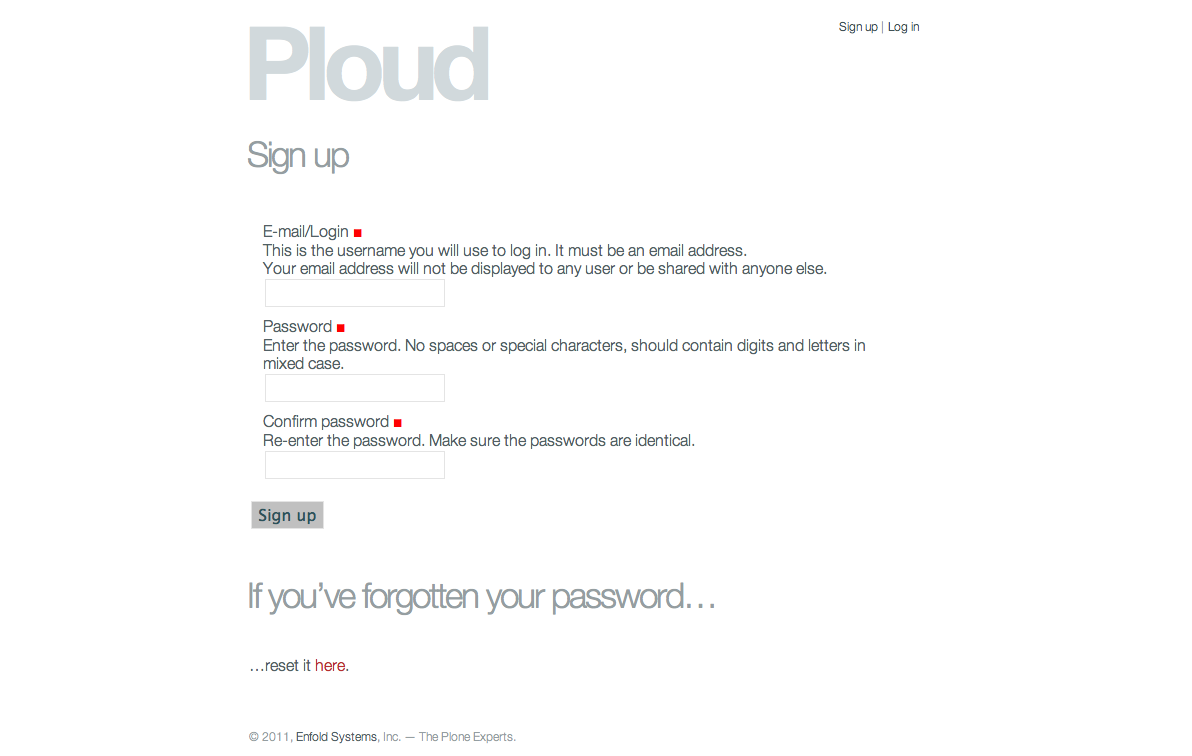 Ploud
Sign up | Log in
Sign up
E-mail/Login
This is the username you will use to log in. It must be an email address.
Your email address will not be displayed to any user or be shared with anyone else.
Password
Enter the password. No spaces or special characters, should contain digits and letters in
mixed case.
Confirm password
Re-enter the password. Make sure the passwords are identical.
Sign up
If you’ve forgotten your password…
…reset it here.
© 2011, Enfold Systems, Inc. — The Plone Experts.